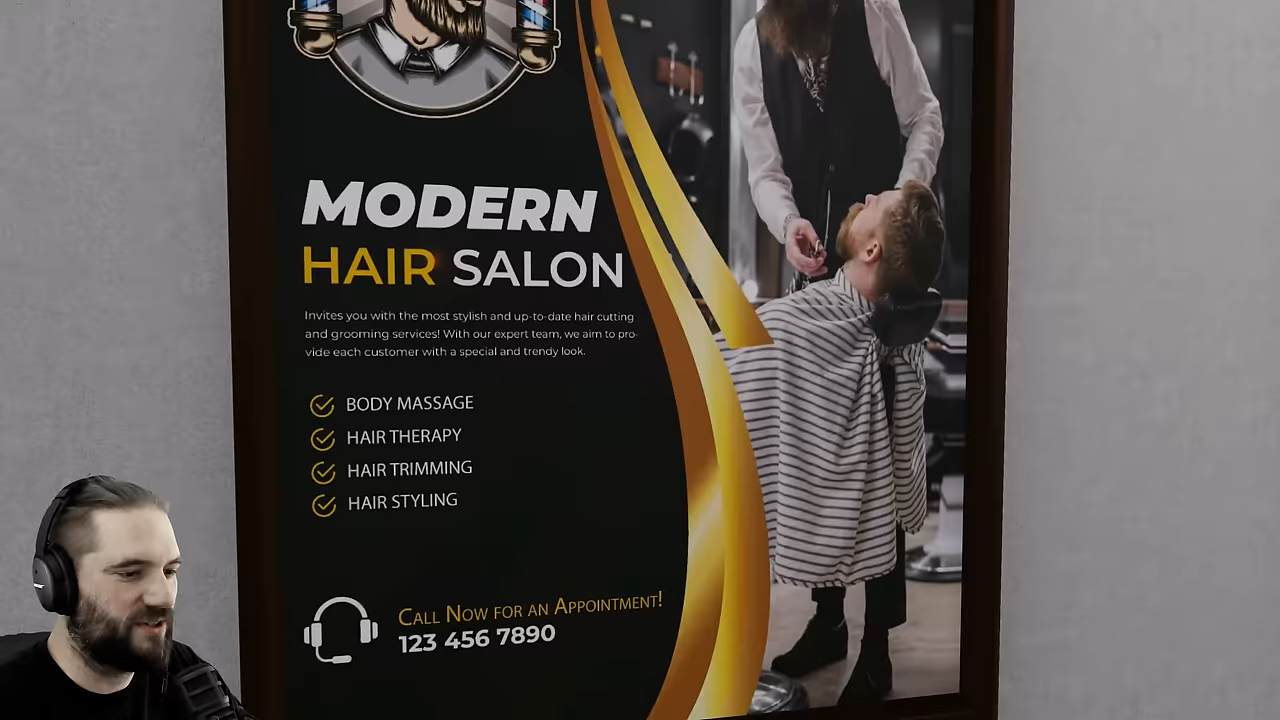 MODERN
HAIR SALON
Invites you with the most stylish and up-to-date hair cutting
and grooming services! With our expert team, we aim to pro-
vide each customer with a special and trendy look.
BODY MASSAGE
HAIR THERAPY
HAIR TRIMMING
HAIR STYLING
Call Now for an Appointment!
123 456 7890